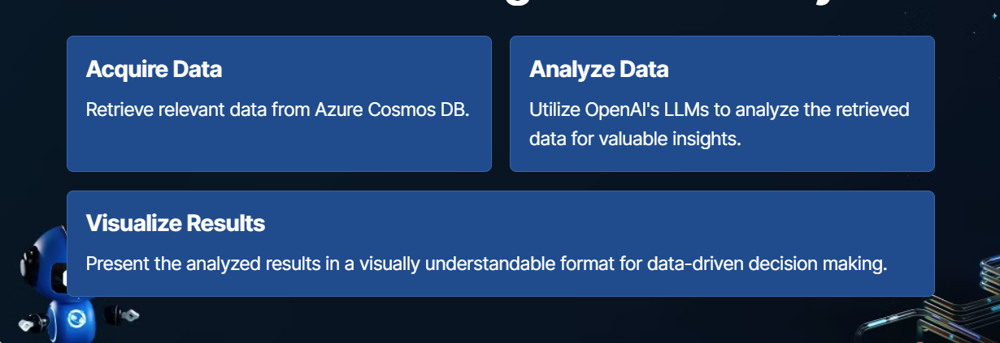 Acquire Data
Retrieve relevant data from Azure Cosmos DB.
Analyze Data
Utilize OpenAI's LLMs to analyze the retrieved
data for valuable insights.
Visualize Results
Present the analyzed results in a visually understandable format for data-driven decision making.